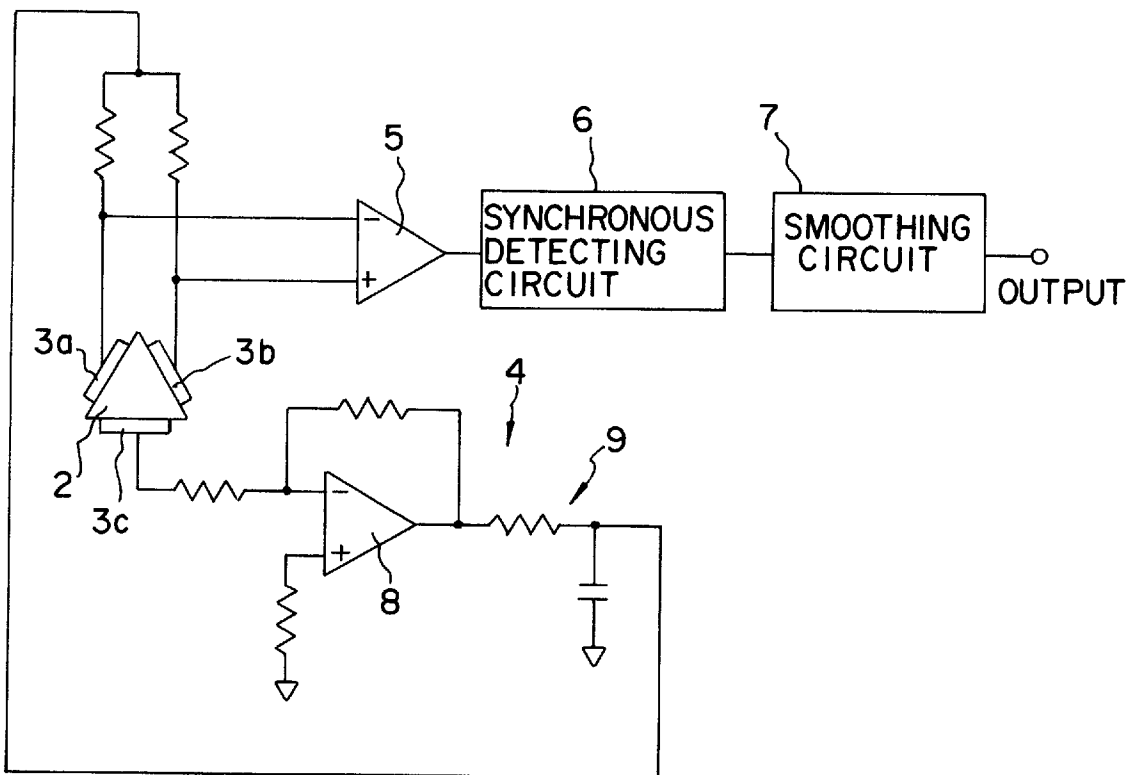 5
6
7
−
+
SYNCHRONOUS
DETECTING
CIRCUIT
SMOOTHING
CIRCUIT
OUTPUT
3a
3b
2
3c
4
9
−
+
8